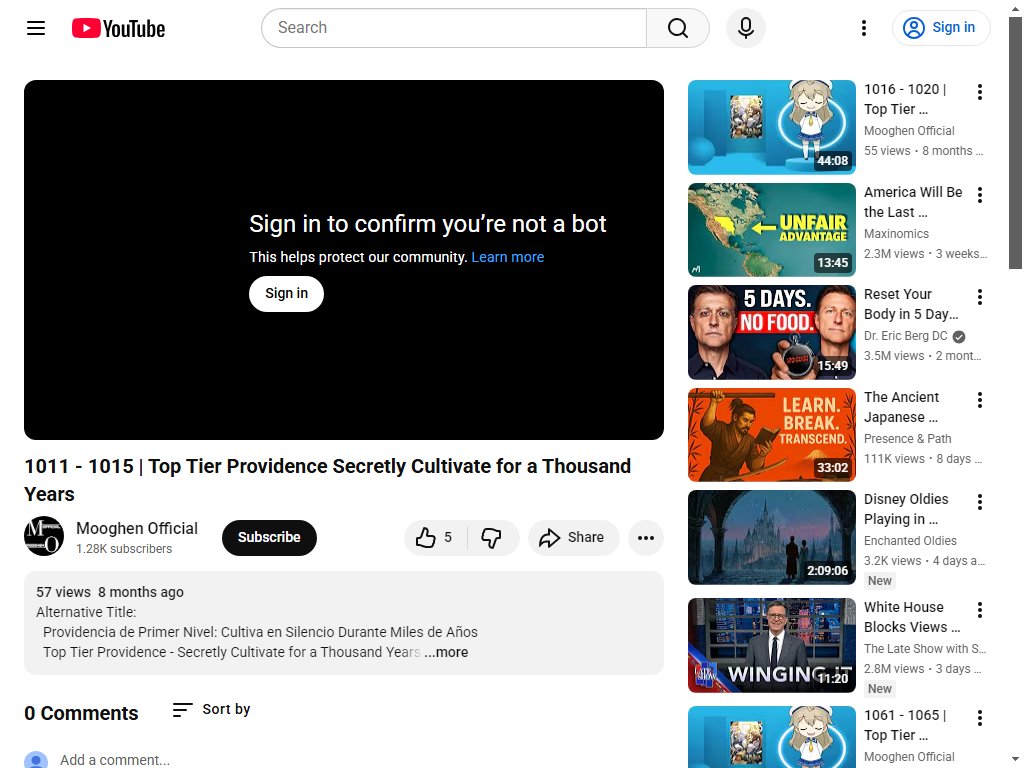 YouTube
Search
Sign in
Sign in to confirm you're not a bot
This helps protect our community. Learn more
Sign in
1011 - 1015 | Top Tier Providence Secretly Cultivate for a Thousand
Years
Mooghen Official
1.28K subscribers
Subscribe
5
Share
57 views 8 months ago
Alternative Title:
Providencia de Primer Nivel: Cultiva en Silencio Durante Miles de Años
Top Tier Providence - Secretly Cultivate for a Thousand Years ...more
0 Comments
Sort by
Add a comment...
44:08
1016 - 1020 |
Top Tier ...
Mooghen Official
55 views • 8 months ...
UNFAIR
ADVANTAGE
13:45
America Will Be
the Last ...
Maxinomics
2.3M views • 3 weeks...
5 DAYS.
NO FOOD.
15:49
Reset Your
Body in 5 Day...
Dr. Eric Berg DC
3.5M views • 2 mont...
LEARN.
BREAK.
TRANSCEND.
33:02
The Ancient
Japanese ...
Presence & Path
111K views • 8 days ...
2:09:06
Disney Oldies
Playing in ...
Enchanted Oldies
3.2K views • 4 days a...
New
LATE SHOW
WINGING IT
11:20
White House
Blocks Views ...
The Late Show with S...
2.8M views • 3 days ...
New
1061 - 1065 |
Top Tier ...
Mooghen Official